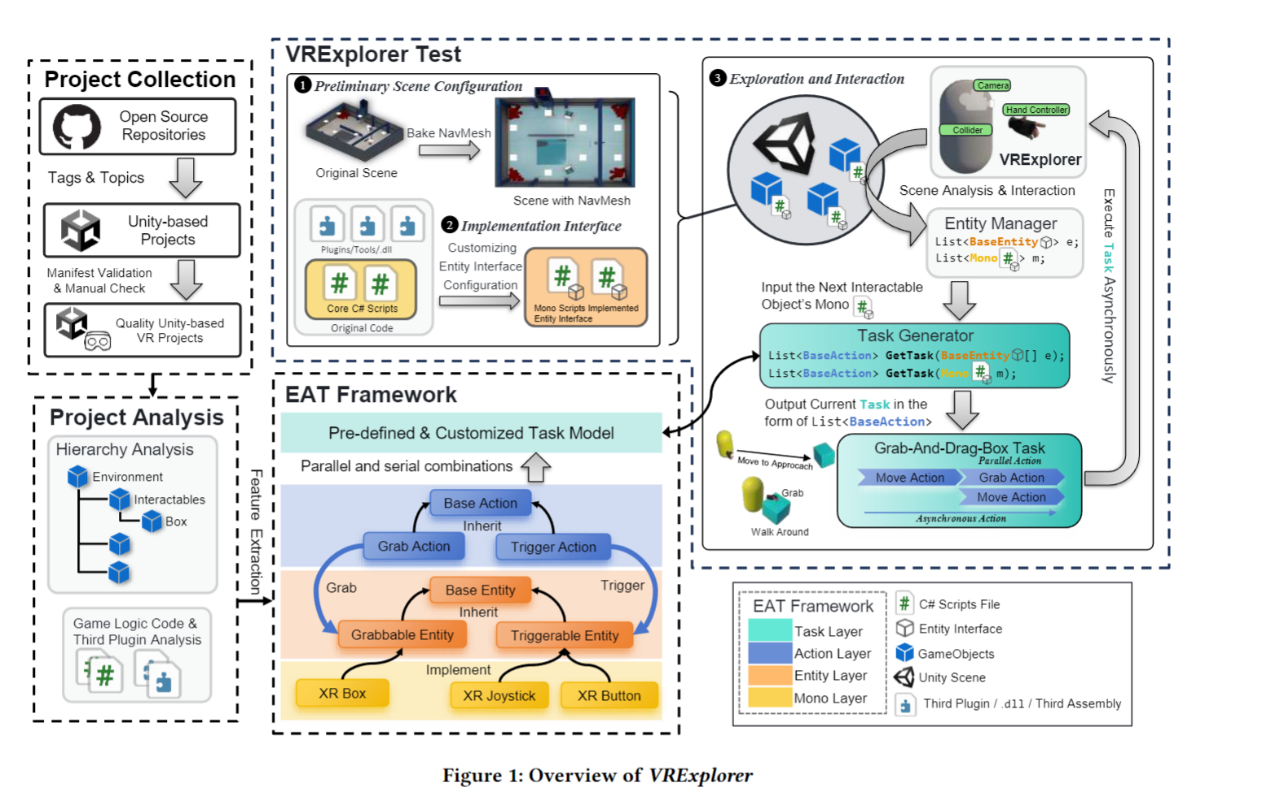 Project Collection
Open Source
Repositories
Tags & Topics
Unity-based
Projects
Manifest Validation
& Manual Check
Quality Unity-based
VR Projects
Project Analysis
Hierarchy Analysis
Environment
Interactables
Box
Game Logic Code &
Third Plugin Analysis
#
#
Feature Extraction
VRExplorer Test
1 Preliminary Scene Configuration
Original Scene
Bake NavMesh
Scene with NavMesh
Plugins/Tools/.dll
# #
Core C# Scripts
Original Code
2 Implementation Interface
Customizing
Entity Interface
Configuration
# #
Mono Scripts Implemented
Entity Interface
3 Exploration and Interaction
#
#
#
Camera
Hand Controller
Collider
VRExplorer
Scene Analysis & Interaction
Entity Manager
List<BaseEntity> e;
List<Mono # > m;
Input the Next Interactable
Object's Mono #
Task Generator
List<BaseAction> GetTask(BaseEntity[] e);
List<BaseAction> GetTask(Mono # m);
Output Current Task in the
form of List<BaseAction>
Move to Approach
Grab
Walk Around
Grab-And-Drag-Box Task
Parallel Action
Move Action
Grab Action
Move Action
Asynchronous Action
Execute Task Asynchronously
EAT Framework
Pre-defined & Customized Task Model
Parallel and serial combinations
Base Action
Inherit
Grab Action
Trigger Action
Grab
Trigger
Base Entity
Inherit
Grabbable Entity
Triggerable Entity
Implement
XR Box
XR Joystick
XR Button
EAT Framework
Task Layer
Action Layer
Entity Layer
Mono Layer
# C# Scripts File
Entity Interface
GameObjects
Unity Scene
Third Plugin / .dll / Third Assembly
Figure 1: Overview of VRExplorer